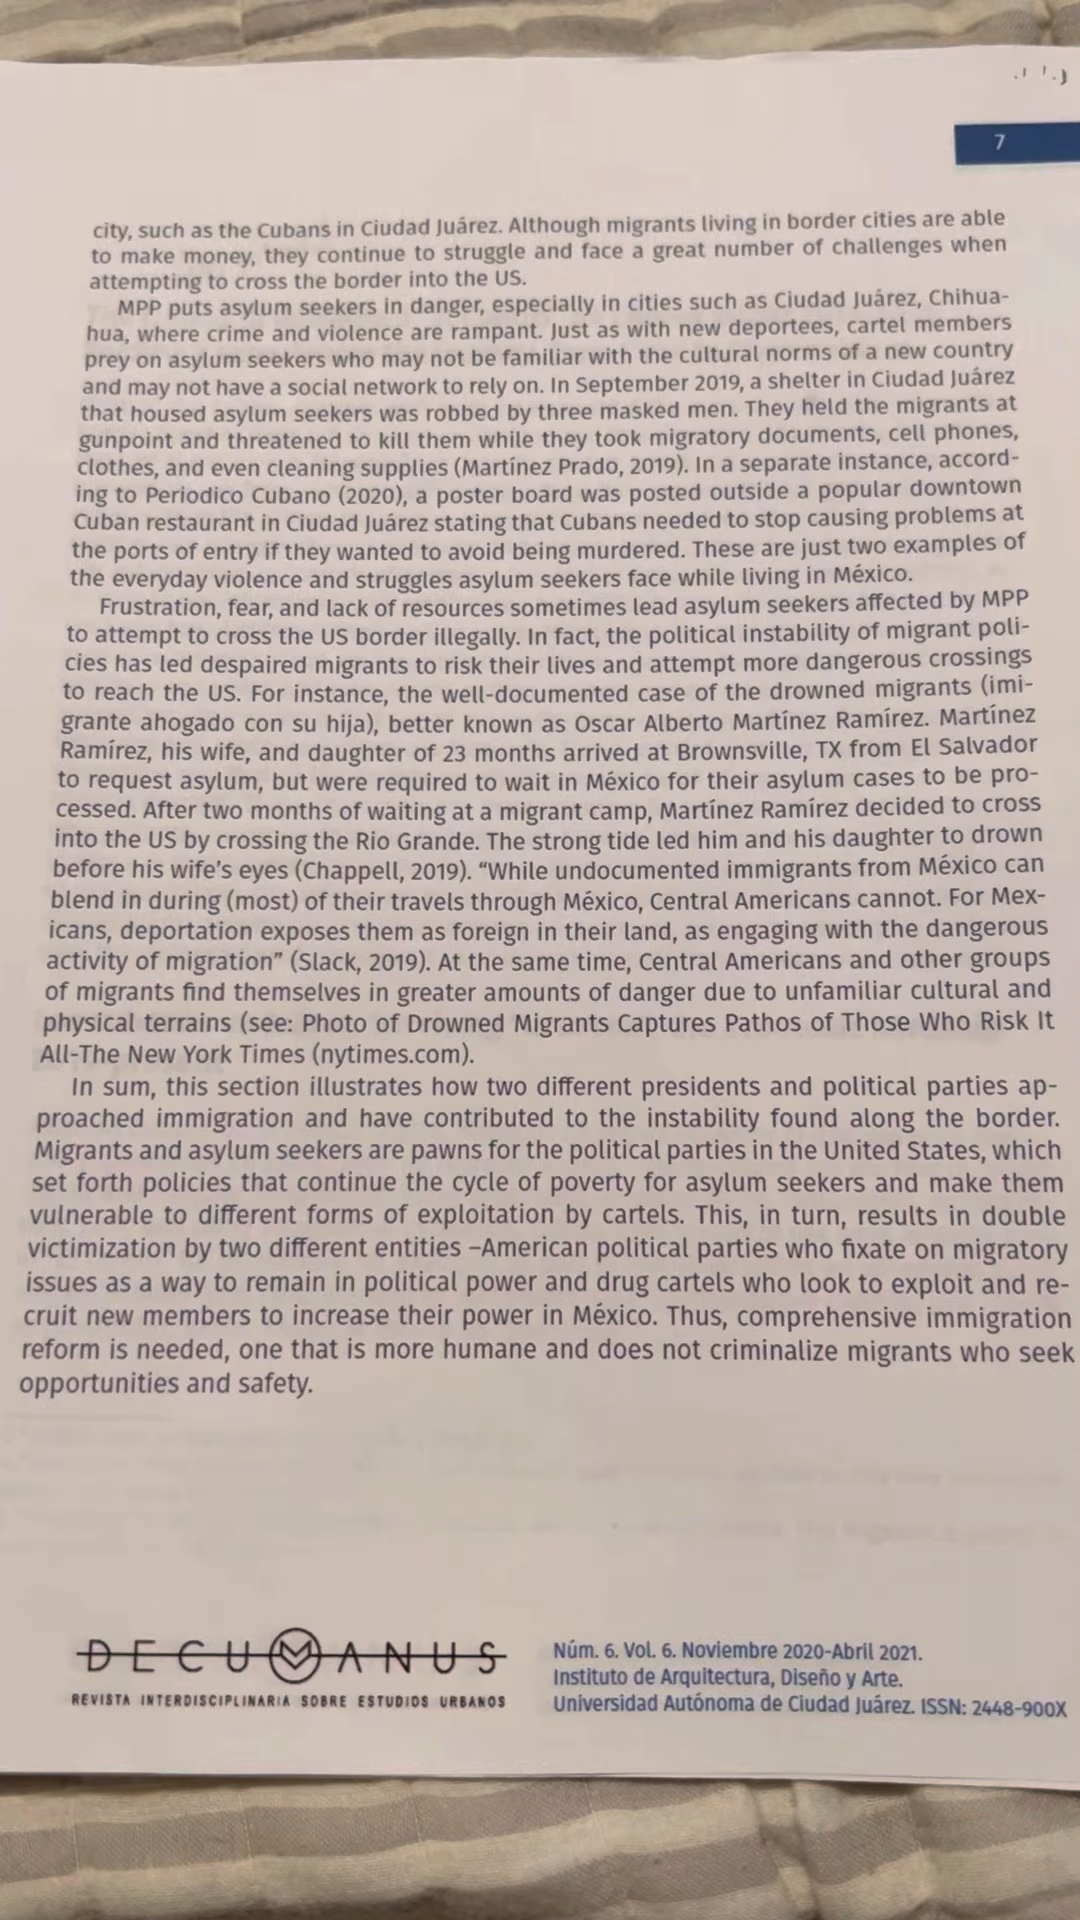 7
city, such as the Cubans in Ciudad Juárez. Although migrants living in border cities are able
to make money, they continue to struggle and face a great number of challenges when
attempting to cross the border into the US.
MPP puts asylum seekers in danger, especially in cities such as Ciudad Juárez, Chihua-
hua, where crime and violence are rampant. Just as with new deportees, cartel members
prey on asylum seekers who may not be familiar with the cultural norms of a new country
and may not have a social network to rely on. In September 2019, a shelter in Ciudad Juárez
that housed asylum seekers was robbed by three masked men. They held the migrants at
gunpoint and threatened to kill them while they took migratory documents, cell phones,
clothes, and even cleaning supplies (Martínez Prado, 2019). In a separate instance, accord-
ing to Periodico Cubano (2020), a poster board was posted outside a popular downtown
Cuban restaurant in Ciudad Juárez stating that Cubans needed to stop causing problems at
the ports of entry if they wanted to avoid being murdered. These are just two examples of
the everyday violence and struggles asylum seekers face while living in México.
Frustration, fear, and lack of resources sometimes lead asylum seekers affected by MPP
to attempt to cross the US border illegally. In fact, the political instability of migrant poli-
cies has led despaired migrants to risk their lives and attempt more dangerous crossings
to reach the US. For instance, the well-documented case of the drowned migrants (imi-
grante ahogado con su hija), better known as Oscar Alberto Martínez Ramírez. Martínez
Ramírez, his wife, and daughter of 23 months arrived at Brownsville, TX from El Salvador
to request asylum, but were required to wait in México for their asylum cases to be pro-
cessed. After two months of waiting at a migrant camp, Martínez Ramírez decided to cross
into the US by crossing the Rio Grande. The strong tide led him and his daughter to drown
before his wife's eyes (Chappell, 2019). “While undocumented immigrants from México can
blend in during (most) of their travels through México, Central Americans cannot. For Mex-
icans, deportation exposes them as foreign in their land, as engaging with the dangerous
activity of migration” (Slack, 2019). At the same time, Central Americans and other groups
of migrants find themselves in greater amounts of danger due to unfamiliar cultural and
physical terrains (see: Photo of Drowned Migrants Captures Pathos of Those Who Risk It
All-The New York Times (nytimes.com).
In sum, this section illustrates how two different presidents and political parties ap-
proached immigration and have contributed to the instability found along the border.
Migrants and asylum seekers are pawns for the political parties in the United States, which
set forth policies that continue the cycle of poverty for asylum seekers and make them
vulnerable to different forms of exploitation by cartels. This, in turn, results in double
victimization by two different entities –American political parties who fixate on migratory
issues as a way to remain in political power and drug cartels who look to exploit and re-
cruit new members to increase their power in México. Thus, comprehensive immigration
reform is needed, one that is more humane and does not criminalize migrants who seek
opportunities and safety.
DECUMANUS
REVISTA INTERDISCIPLINARIA SOBRE ESTUDIOS URBANOS
Núm. 6. Vol. 6. Noviembre 2020-Abril 2021.
Instituto de Arquitectura, Diseño y Arte.
Universidad Autónoma de Ciudad Juárez. ISSN: 2448-900X